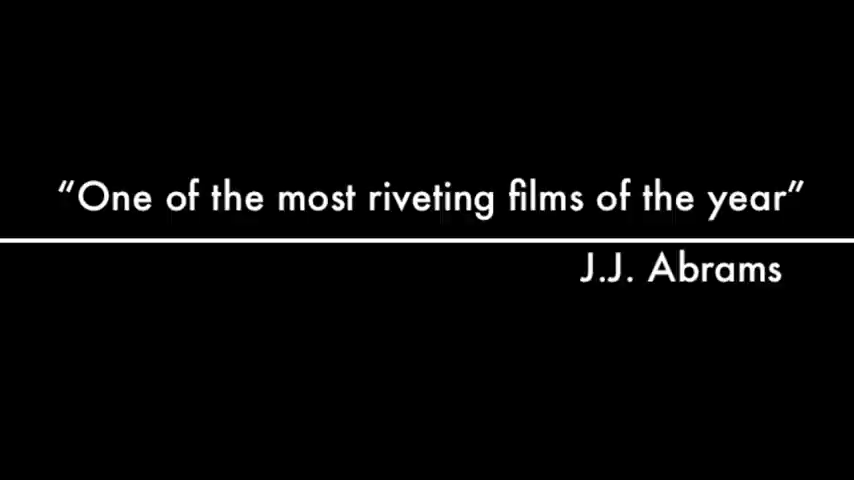 “One of the most riveting films of the year”
J.J. Abrams